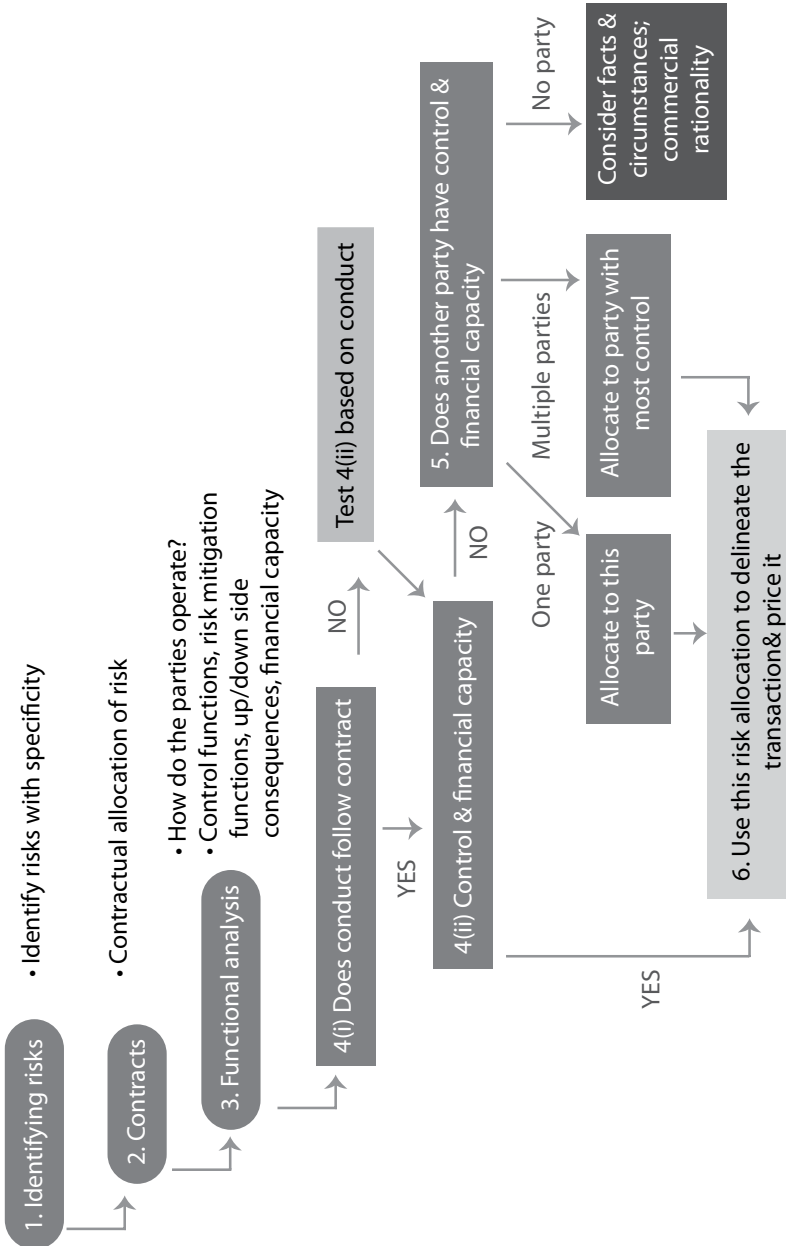 1. Identifying risks
• Identify risks with specificity
2. Contracts
• Contractual allocation of risk
3. Functional analysis
• How do the parties operate?
• Control functions, risk mitigation
functions, up/down side
consequences, financial capacity
4(i) Does conduct follow contract
NO
Test 4(ii) based on conduct
YES
4(ii) Control & financial capacity
NO
5. Does another party have control &
financial capacity
YES
One party
Multiple parties
No party
Allocate to this
party
Allocate to party with
most control
Consider facts &
circumstances;
commercial
rationality
6. Use this risk allocation to delineate the
transaction& price it